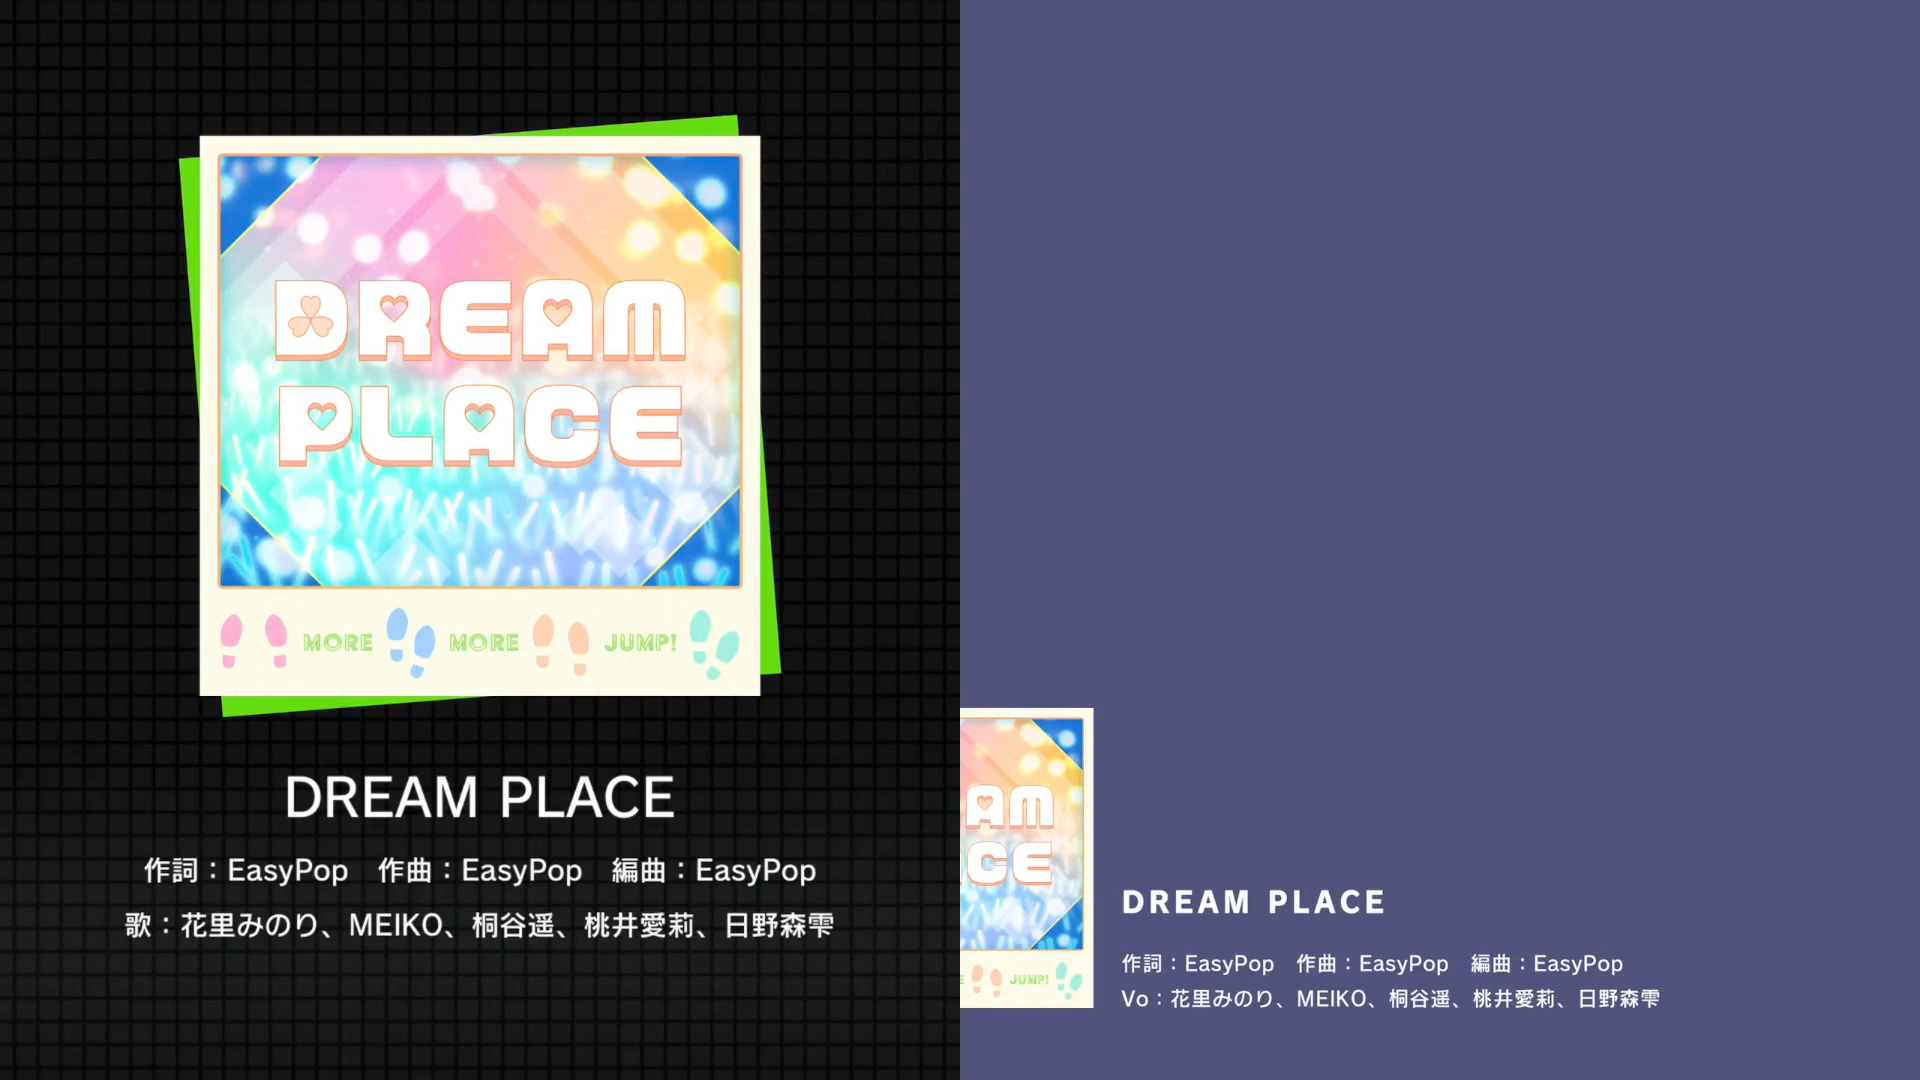 DREAM
PLACE
MORE MORE JUMP!
DREAM PLACE
作詞：EasyPop　作曲：EasyPop　編曲：EasyPop
歌：花里みのり、MEIKO、桐谷遥、桃井愛莉、日野森雫
AM
CE
JUMP!
DREAM PLACE
作詞：EasyPop　作曲：EasyPop　編曲：EasyPop
Vo：花里みのり、MEIKO、桐谷遥、桃井愛莉、日野森雫